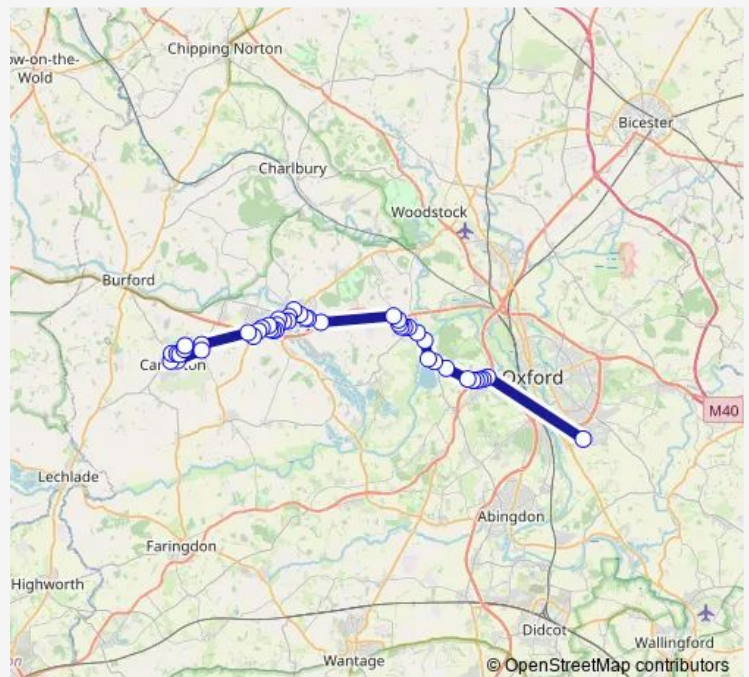 Chipping Norton
ow-on-the-
Wold
Bicester
Charlbury
Woodstock
Burford
Oxford
M40
Lechlade
Abingdon
Faringdon
Highworth
Didcot
Wallingford
Wantage
© OpenStreetMap contributors